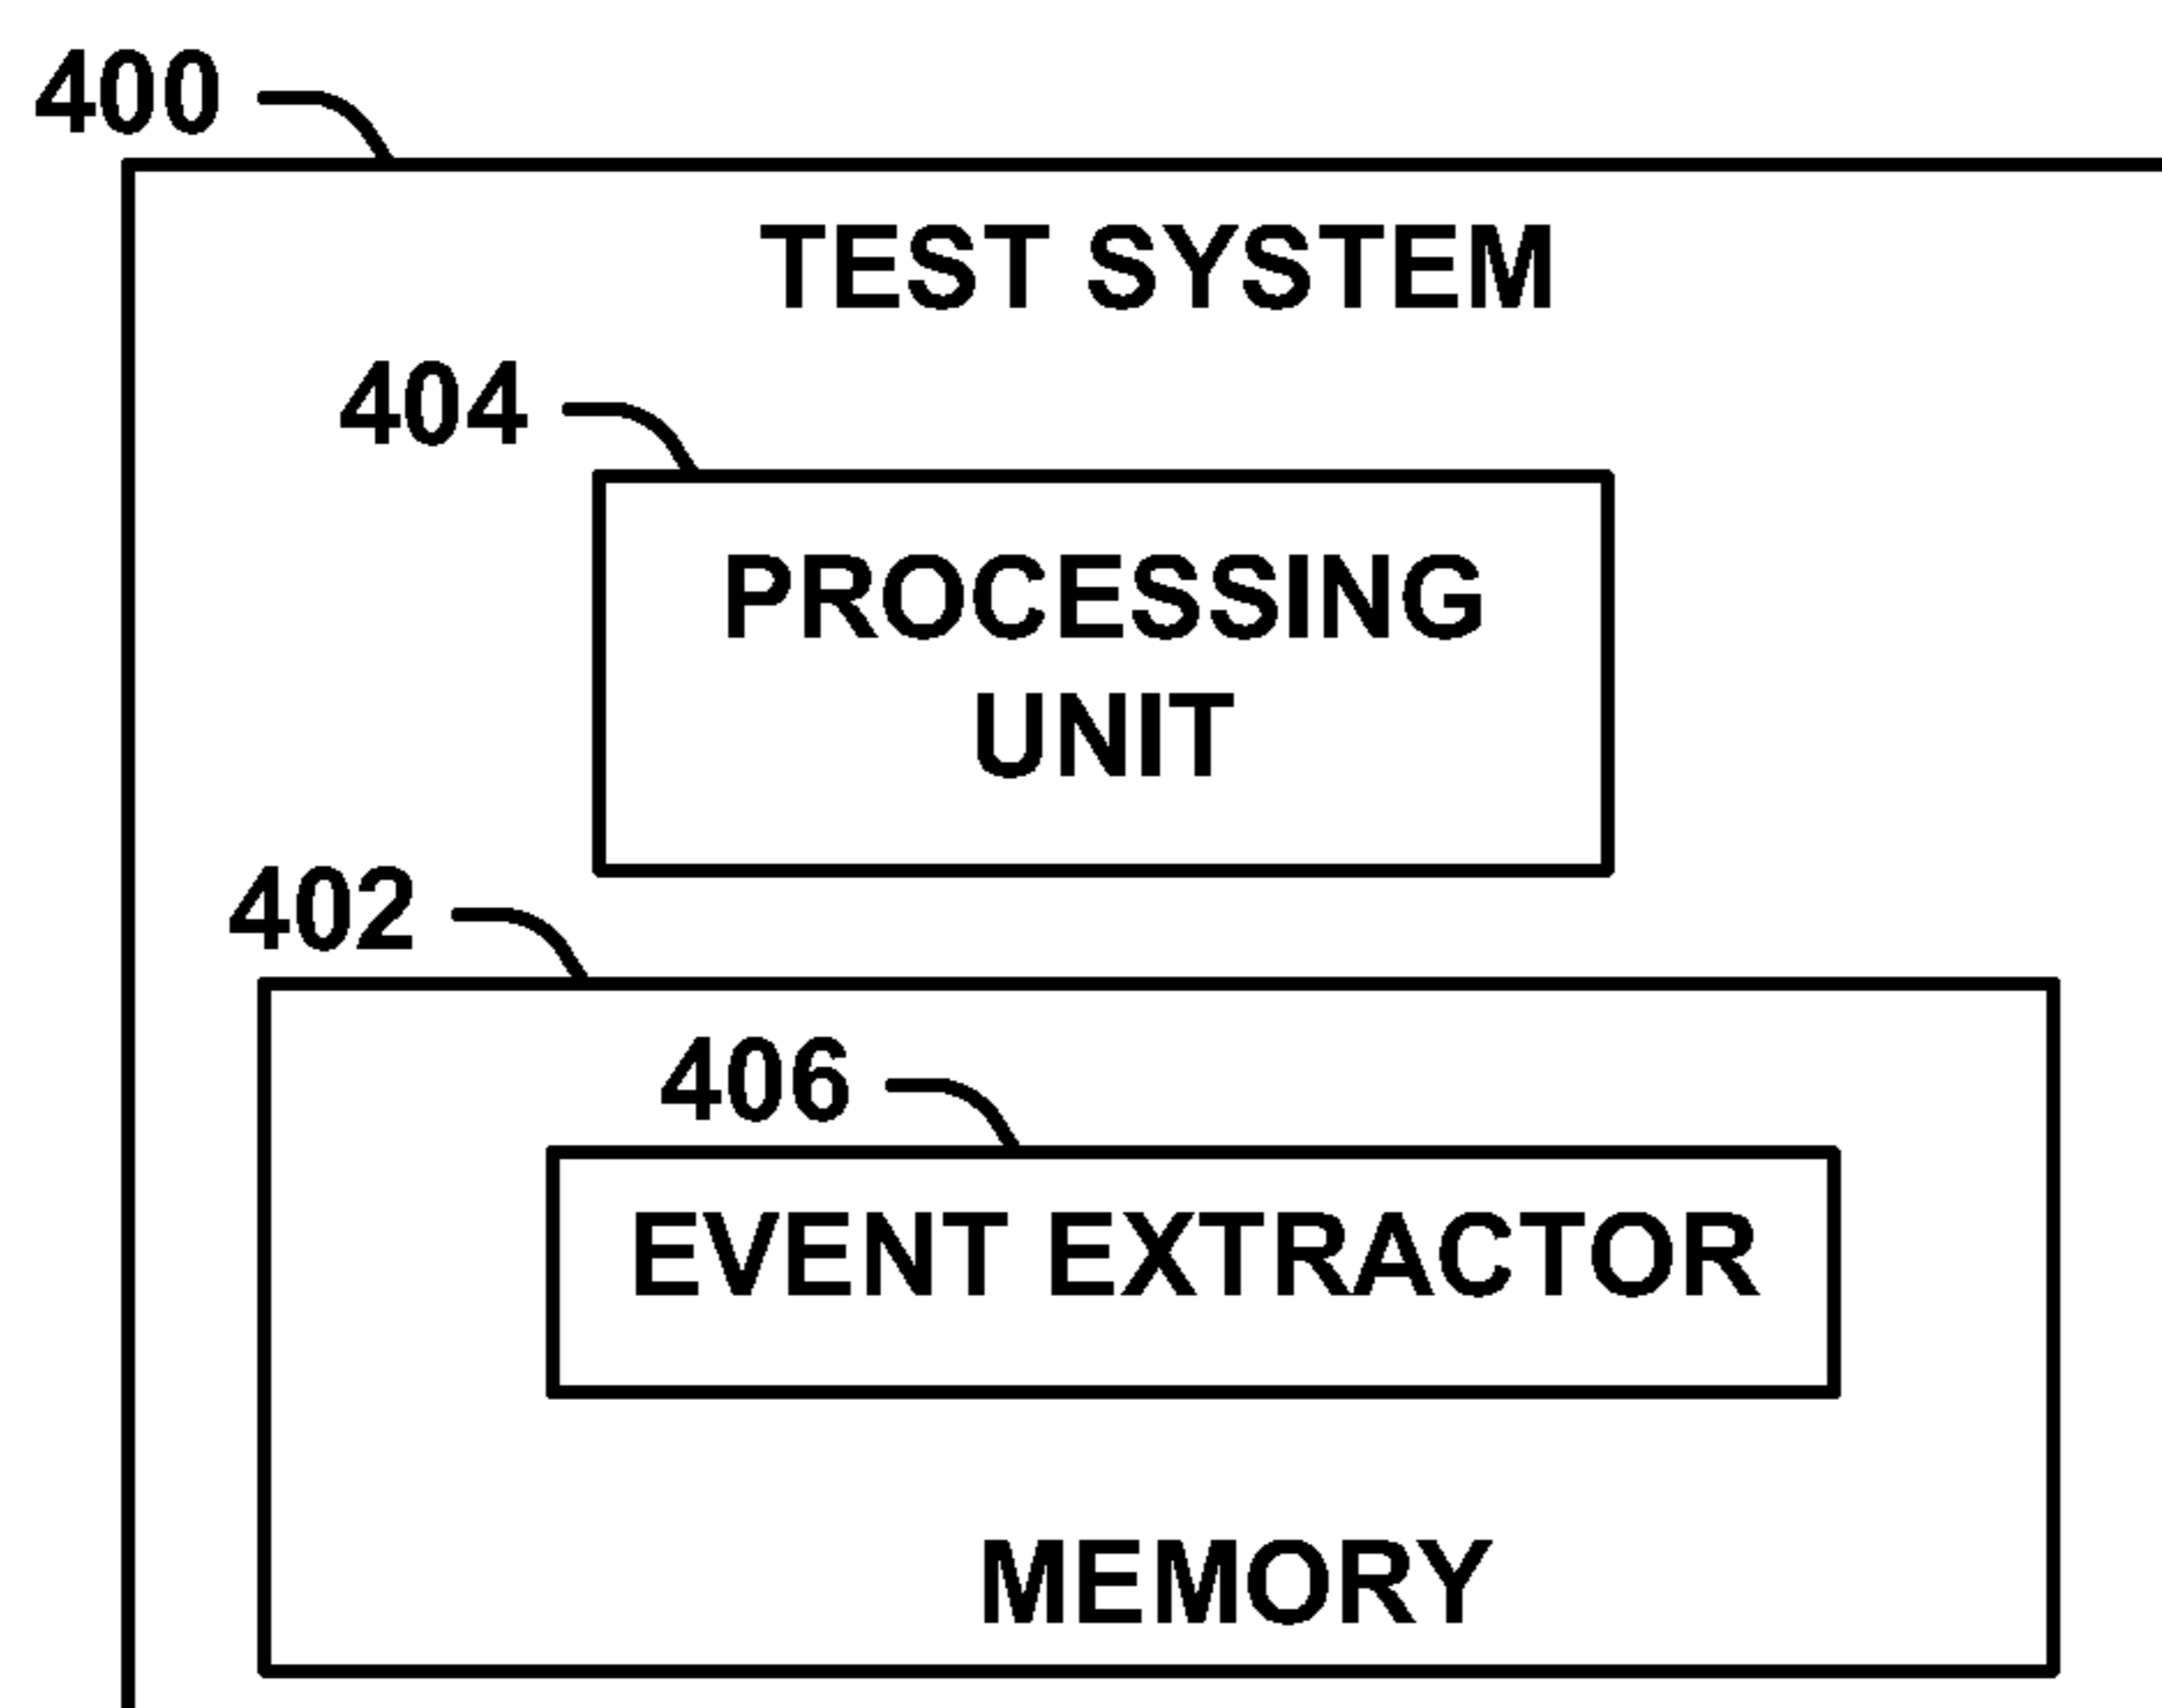 400
TEST SYSTEM
404
PROCESSING
UNIT
402
406
EVENT EXTRACTOR
MEMORY